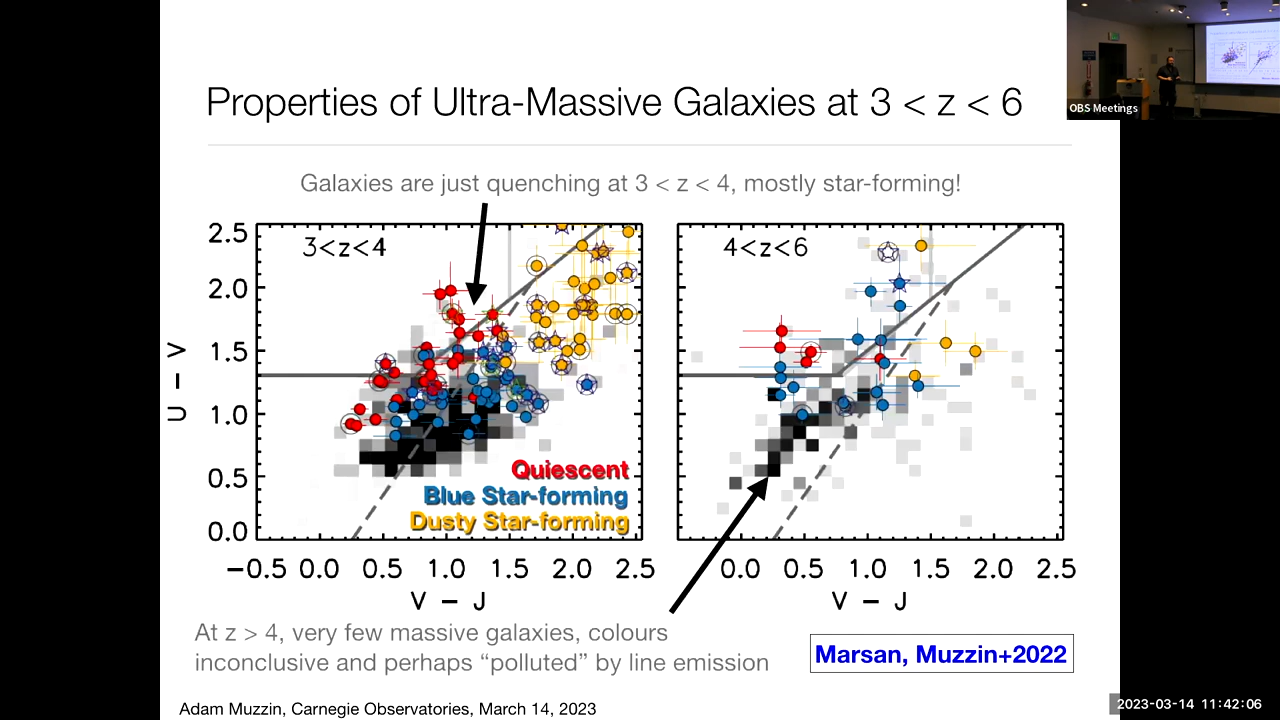 OBS Meetings
Properties of Ultra-Massive Galaxies at 3 < z < 6
Galaxies are just quenching at 3 < z < 4, mostly star-forming!
3<z<4
4<z<6
2.5
2.0
1.5
1.0
0.5
0.0
U – V
Quiescent
Blue Star-forming
Dusty Star-forming
−0.5 0.0 0.5 1.0 1.5 2.0 2.5
0.0 0.5 1.0 1.5 2.0 2.5
V – J
V – J
At z > 4, very few massive galaxies, colours
inconclusive and perhaps “polluted” by line emission
Marsan, Muzzin+2022
Adam Muzzin, Carnegie Observatories, March 14, 2023
2023-03-14 11:42:06